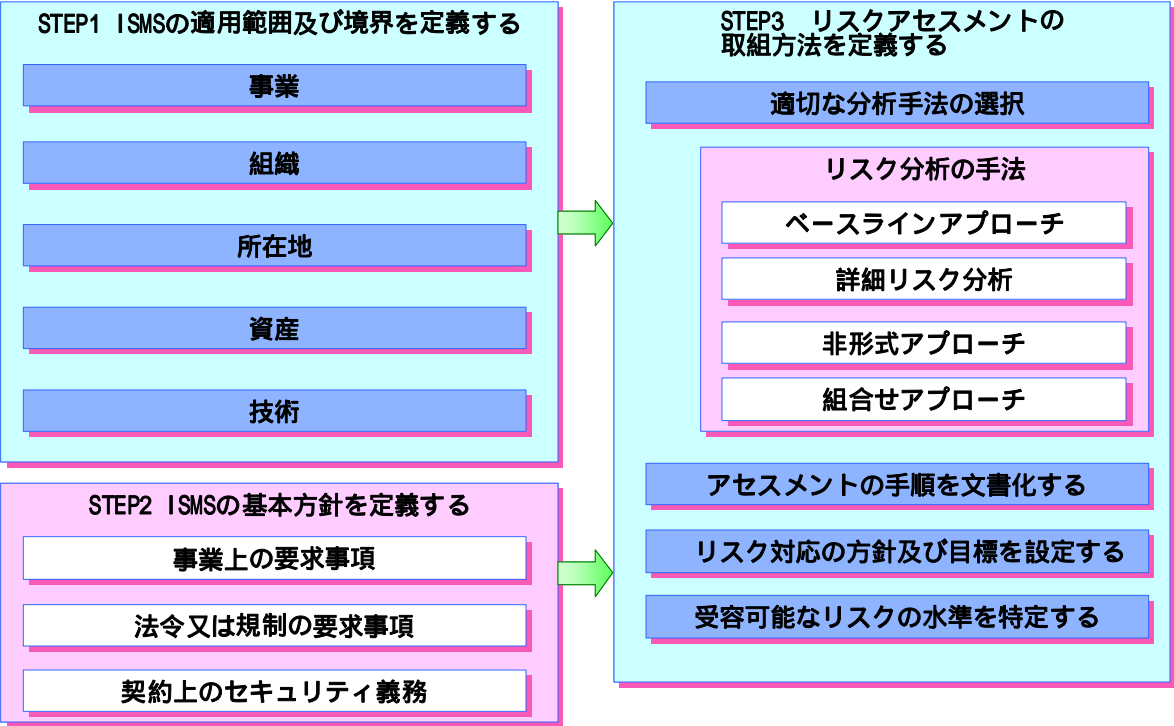 STEP1 ISMSの適用範囲及び境界を定義する
事業
組織
所在地
資産
技術
STEP2 ISMSの基本方針を定義する
事業上の要求事項
法令又は規制の要求事項
契約上のセキュリティ義務
STEP3　リスクアセスメントの
取組方法を定義する
適切な分析手法の選択
リスク分析の手法
ベースラインアプローチ
詳細リスク分析
非形式アプローチ
組合せアプローチ
アセスメントの手順を文書化する
リスク対応の方針及び目標を設定する
受容可能なリスクの水準を特定する